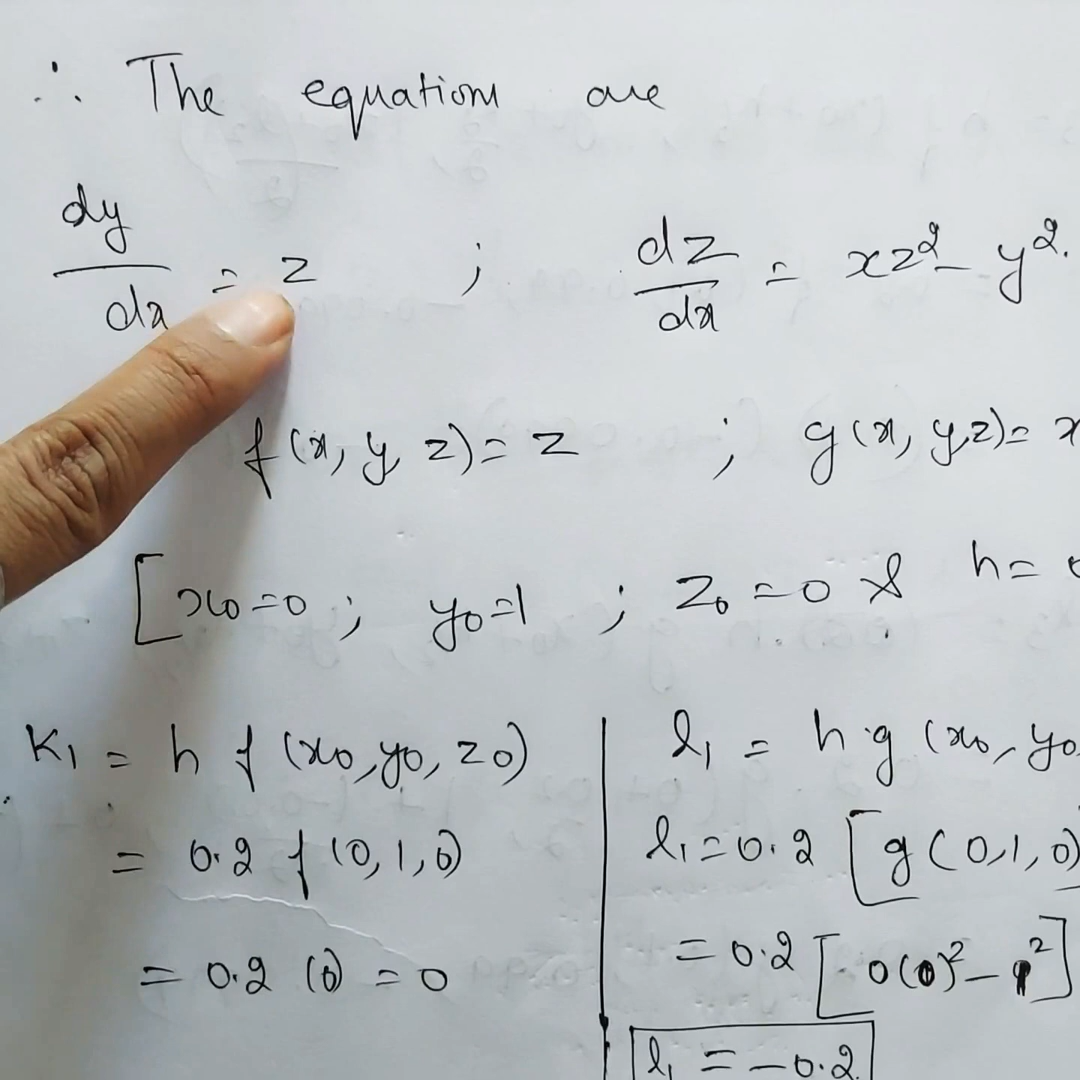 ∴ The equations are
dy/dx = z ; dz/dx = xz² - y².
f(x, y, z) = z ; g(x, y, z) = x
[x₀ = 0 ; y₀ = 1 ; z₀ = 0 & h =
K₁ = h f (x₀, y₀, z₀)
= 0.2 f (0, 1, 0)
= 0.2 (0) = 0
l₁ = h·g (x₀, y₀,
l₁ = 0.2 [g (0, 1, 0)
= 0.2 [0(0)² - 1²]
l₁ = -0.2